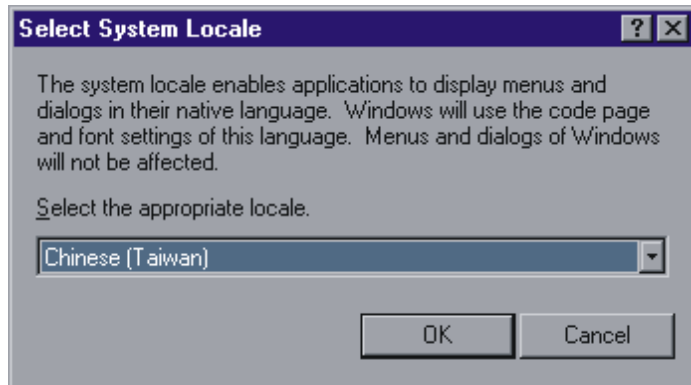 Select System Locale
The system locale enables applications to display menus and
dialogs in their native language.  Windows will use the code page
and font settings of this language.  Menus and dialogs of Windows
will not be affected.
Select the appropriate locale.
Chinese (Taiwan)
OK Cancel